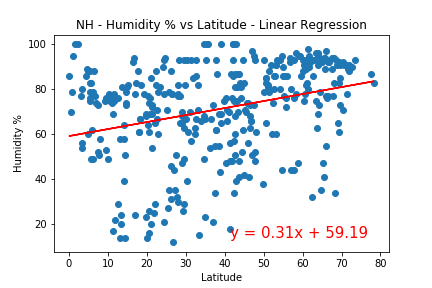 NH - Humidity % vs Latitude - Linear Regression
100
80
60
40
20
Humidity %
y = 0.31x + 59.19
0 10 20 30 40 50 60 70 80
Latitude